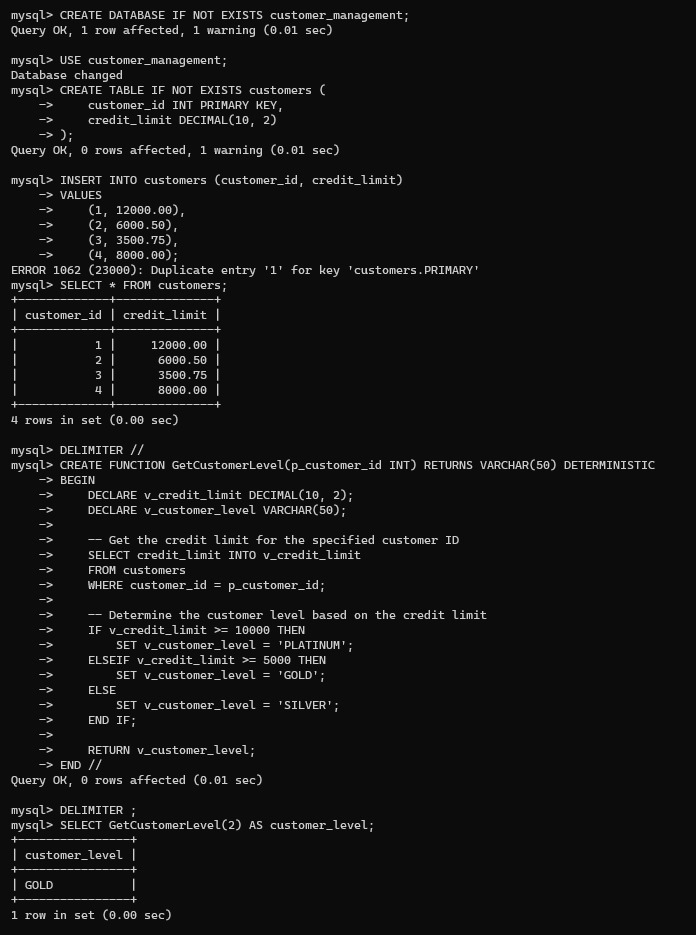 mysql> CREATE DATABASE IF NOT EXISTS customer_management;
Query OK, 1 row affected, 1 warning (0.01 sec)

mysql> USE customer_management;
Database changed
mysql> CREATE TABLE IF NOT EXISTS customers (
    ->     customer_id INT PRIMARY KEY,
    ->     credit_limit DECIMAL(10, 2)
    -> );
Query OK, 0 rows affected, 1 warning (0.01 sec)

mysql> INSERT INTO customers (customer_id, credit_limit)
    -> VALUES
    ->     (1, 12000.00),
    ->     (2, 6000.50),
    ->     (3, 3500.75),
    ->     (4, 8000.00);
ERROR 1062 (23000): Duplicate entry '1' for key 'customers.PRIMARY'
mysql> SELECT * FROM customers;
+-------------+--------------+
| customer_id | credit_limit |
+-------------+--------------+
|           1 |     12000.00 |
|           2 |      6000.50 |
|           3 |      3500.75 |
|           4 |      8000.00 |
+-------------+--------------+
4 rows in set (0.00 sec)

mysql> DELIMITER //
mysql> CREATE FUNCTION GetCustomerLevel(p_customer_id INT) RETURNS VARCHAR(50) DETERMINISTIC
    -> BEGIN
    ->     DECLARE v_credit_limit DECIMAL(10, 2);
    ->     DECLARE v_customer_level VARCHAR(50);
    ->
    ->     -- Get the credit limit for the specified customer ID
    ->     SELECT credit_limit INTO v_credit_limit
    ->     FROM customers
    ->     WHERE customer_id = p_customer_id;
    ->
    ->     -- Determine the customer level based on the credit limit
    ->     IF v_credit_limit >= 10000 THEN
    ->         SET v_customer_level = 'PLATINUM';
    ->     ELSEIF v_credit_limit >= 5000 THEN
    ->         SET v_customer_level = 'GOLD';
    ->     ELSE
    ->         SET v_customer_level = 'SILVER';
    ->     END IF;
    ->
    ->     RETURN v_customer_level;
    -> END //
Query OK, 0 rows affected (0.01 sec)

mysql> DELIMITER ;
mysql> SELECT GetCustomerLevel(2) AS customer_level;
+----------------+
| customer_level |
+----------------+
| GOLD           |
+----------------+
1 row in set (0.00 sec)